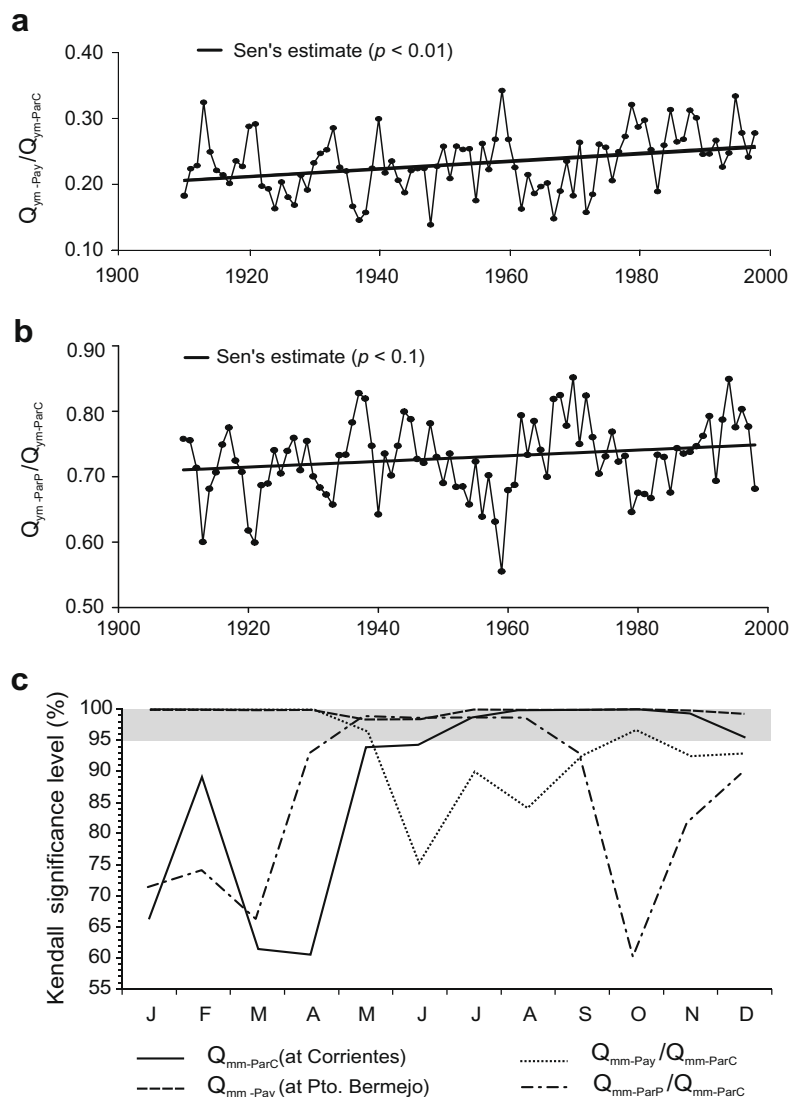 a
Sen's estimate (p < 0.01)
0.40
0.30
0.20
0.10
Qym-Pay/Qym-ParC
1900 1920 1940 1960 1980 2000
b
Sen's estimate (p < 0.1)
0.90
0.80
0.70
0.60
0.50
Qym-ParP/Qym-ParC
1900 1920 1940 1960 1980 2000
c
100
95
90
85
80
75
70
65
60
55
Kendall significance level (%)
J F M A M J J A S O N D
Qmm-ParC (at Corrientes)
Qmm-Pay/Qmm-ParC
Qmm-Pay (at Pto. Bermejo)
Qmm-ParP/Qmm-ParC